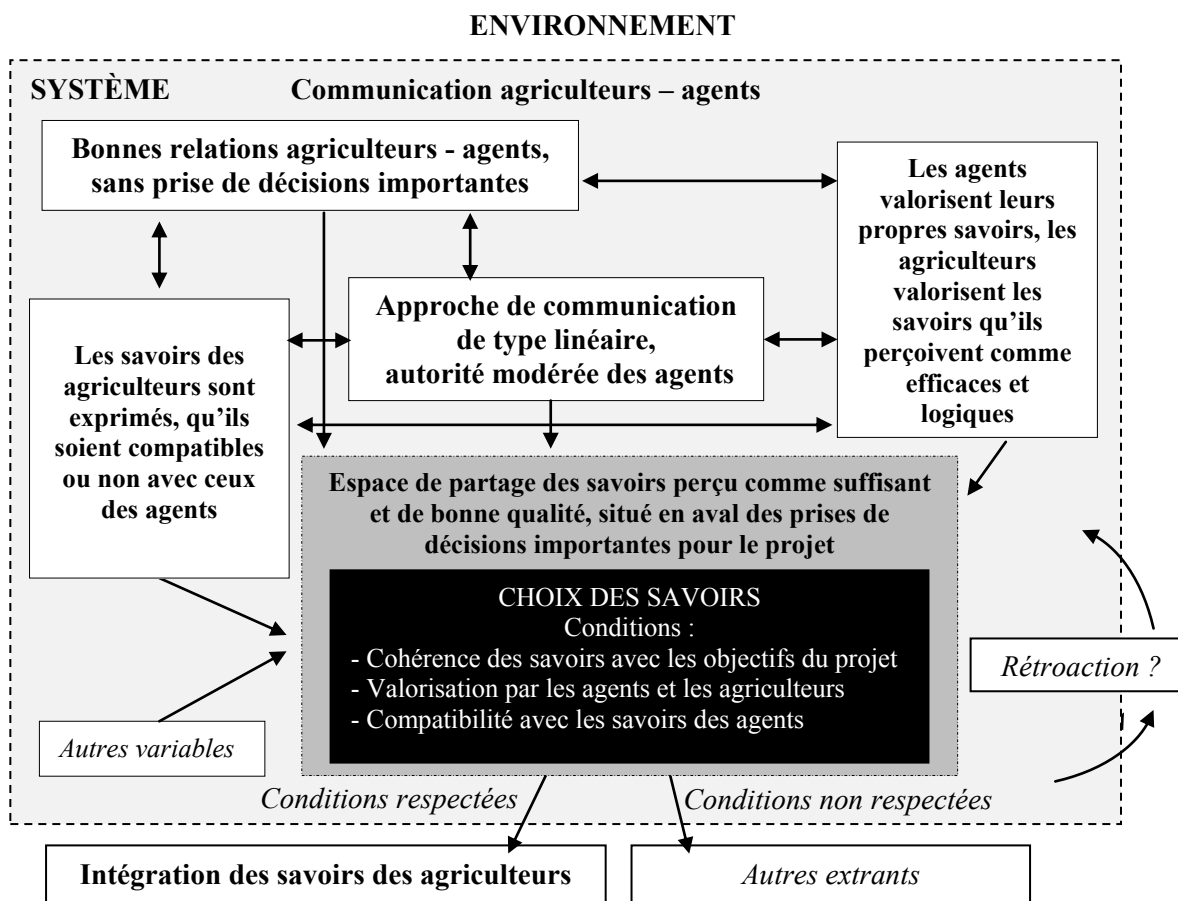 ENVIRONNEMENT
SYSTÈME
Communication agriculteurs – agents
Bonnes relations agriculteurs - agents,
sans prise de décisions importantes
Les agents
valorisent leurs
propres savoirs, les
agriculteurs
valorisent les
savoirs qu’ils
perçoivent comme
efficaces et
logiques
Approche de communication
de type linéaire,
autorité modérée des agents
Les savoirs des
agriculteurs sont
exprimés, qu’ils
soient compatibles
ou non avec ceux
des agents
Espace de partage des savoirs perçu comme suffisant
et de bonne qualité, situé en aval des prises de
décisions importantes pour le projet
CHOIX DES SAVOIRS
Conditions :
- Cohérence des savoirs avec les objectifs du projet
- Valorisation par les agents et les agriculteurs
- Compatibilité avec les savoirs des agents
Rétroaction ?
Autres variables
Conditions respectées
Conditions non respectées
Intégration des savoirs des agriculteurs
Autres extrants